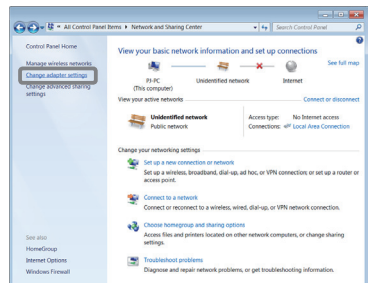 All Control Panel Items
Network and Sharing Center
Search Control Panel
Control Panel Home
Manage wireless networks
Change adapter settings
Change advanced sharing
settings
See also
HomeGroup
Internet Options
Windows Firewall
View your basic network information and set up connections
See full map
PJ-PC
(This computer)
Unidentified network
Internet
View your active networks
Connect or disconnect
Unidentified network
Public network
Access type: No Internet access
Connections: Local Area Connection
Change your networking settings
Set up a new connection or network
Set up a wireless, broadband, dial-up, ad hoc, or VPN connection; or set up a router or
access point.
Connect to a network
Connect or reconnect to a wireless, wired, dial-up, or VPN network connection.
Choose homegroup and sharing options
Access files and printers located on other network computers, or change sharing
settings.
Troubleshoot problems
Diagnose and repair network problems, or get troubleshooting information.